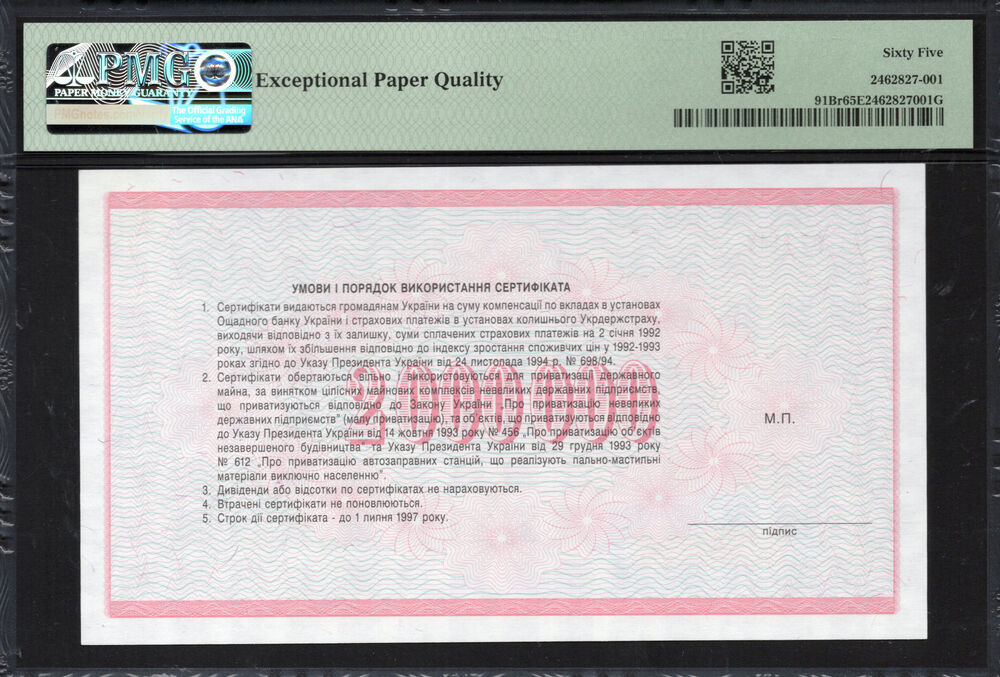 PMG
PAPER MONEY GUARANTY
PMGnotes.com
The Official Grading
Service of the ANA
Exceptional Paper Quality
Sixty Five
2462827-001
91Br65E2462827001G
УМОВИ І ПОРЯДОК ВИКОРИСТАННЯ СЕРТИФІКАТА
1. Сертифікати видаються громадянам України на суму компенсації по вкладах в установах
Ощадного банку України і страхових платежів в установах колишнього Укрдержстраху,
виходячи відповідно з їх залишку, суми сплачених страхових платежів на 2 січня 1992
року, шляхом їх збільшення відповідно до індексу зростання споживчих цін у 1992-1993
роках згідно до Указу Президента України від 24 листопада 1994 р. № 698/94.
2. Сертифікати обертаються вільно і використовуються для приватизації державного
майна, за винятком цілісних майнових комплексів невеликих державних підприємств,
що приватизуються відповідно до Закону України „Про приватизацію невеликих
державних підприємств" (малу приватизацію), та об'єктів, що приватизуються відповідно
до Указу Президента України від 14 жовтня 1993 року № 456 „Про приватизацію об'єктів
незавершеного будівництва" та Указу Президента України від 29 грудня 1993 року
№ 612 „Про приватизацію автозаправних станцій, що реалізують пально-мастильні
матеріали виключно населенню".
3. Дивіденди або відсотки по сертифікатах не нараховуються.
4. Втрачені сертифікати не поновлюються.
5. Строк дії сертифіката - до 1 липня 1997 року.
2000000
М.П.
підпис